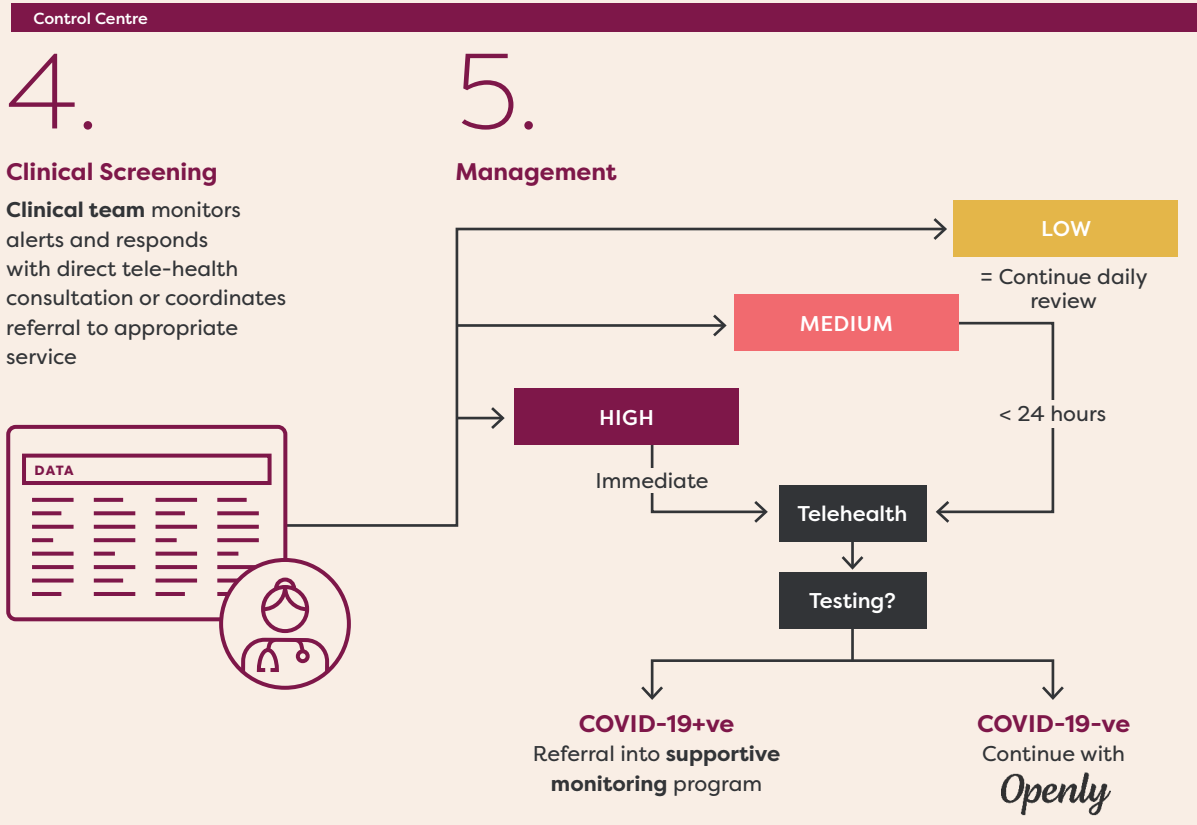 Control Centre
4.
Clinical Screening
Clinical team monitors
alerts and responds
with direct tele-health
consultation or coordinates
referral to appropriate
service
DATA
5.
Management
LOW
= Continue daily
review
MEDIUM
< 24 hours
HIGH
Immediate
Telehealth
Testing?
COVID-19+ve
Referral into supportive
monitoring program
COVID-19-ve
Continue with
Openly